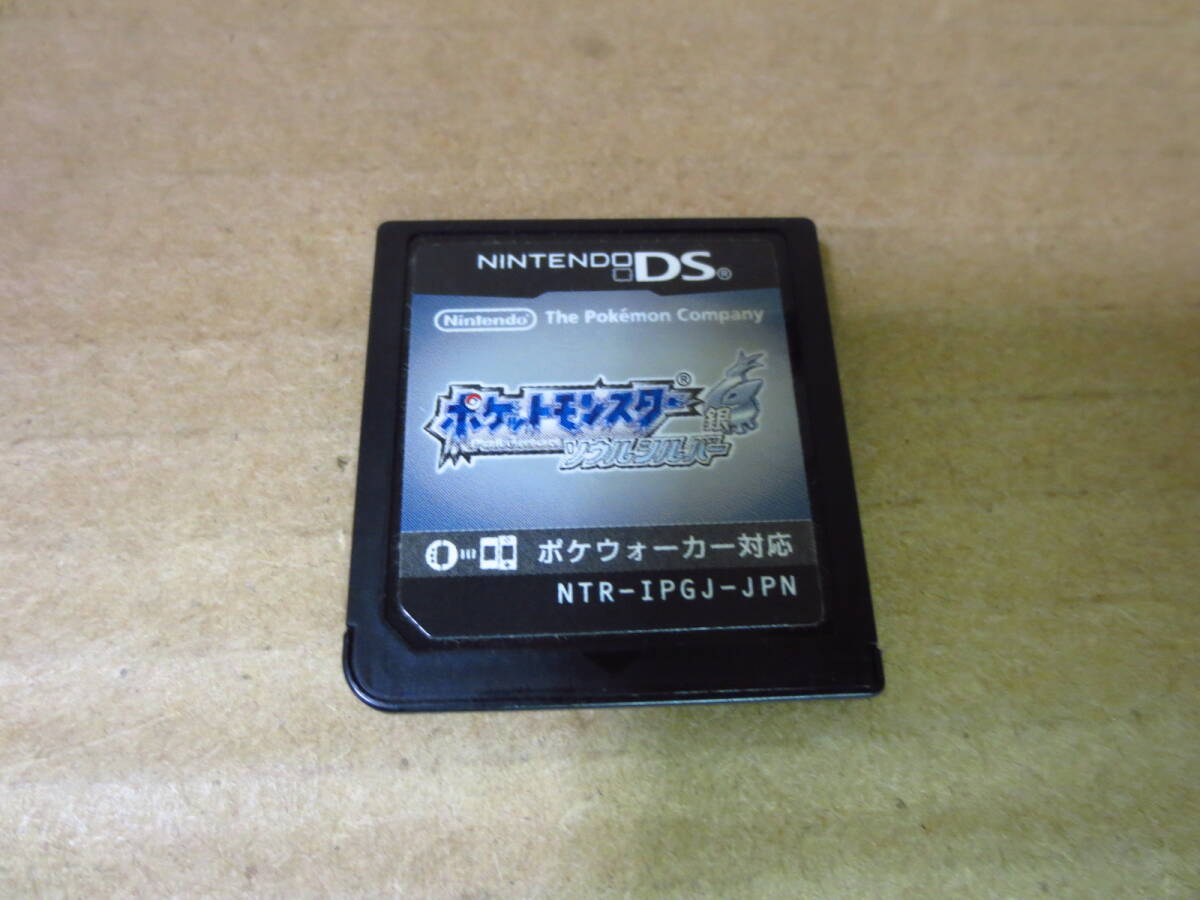 NINTENDO DS®
Nintendo® The Pokémon Company
ポケットモンスター®
銀
Pokémon
ソウルシルバー
ポケウォーカー対応
NTR-IPGJ-JPN